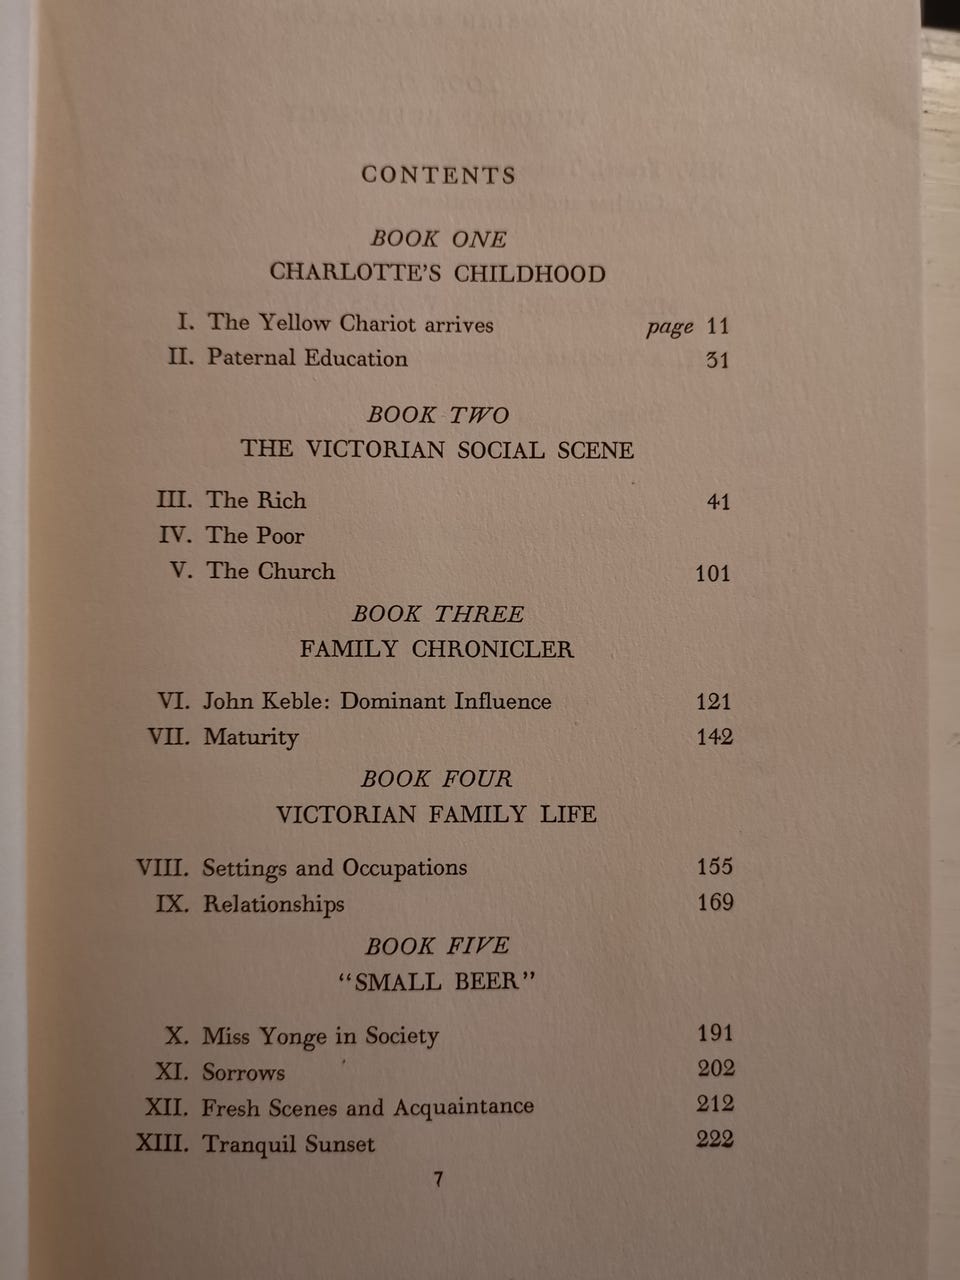 CONTENTS
BOOK ONE
CHARLOTTE'S CHILDHOOD
I. The Yellow Chariot arrives page 11
II. Paternal Education 31
BOOK TWO
THE VICTORIAN SOCIAL SCENE
III. The Rich 41
IV. The Poor
V. The Church 101
BOOK THREE
FAMILY CHRONICLER
VI. John Keble: Dominant Influence 121
VII. Maturity 142
BOOK FOUR
VICTORIAN FAMILY LIFE
VIII. Settings and Occupations 155
IX. Relationships 169
BOOK FIVE
“SMALL BEER”
X. Miss Yonge in Society 191
XI. Sorrows 202
XII. Fresh Scenes and Acquaintance 212
XIII. Tranquil Sunset 222
7